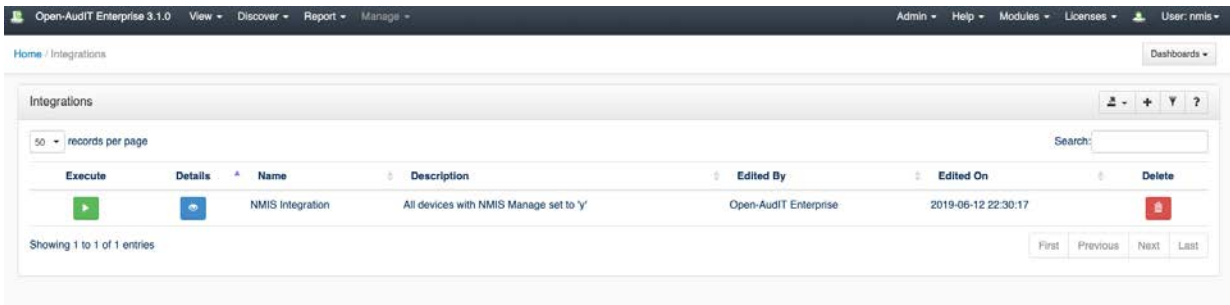 Open-AudIT Enterprise 3.1.0 View Discover Report Manage Admin Help Modules Licenses User: nmis
Home / Integrations Dashboards
Integrations + ?
50 records per page Search:
Execute Details Name Description Edited By Edited On Delete
NMIS Integration All devices with NMIS Manage set to 'y' Open-AudIT Enterprise 2019-06-12 22:30:17
Showing 1 to 1 of 1 entries First Previous Next Last